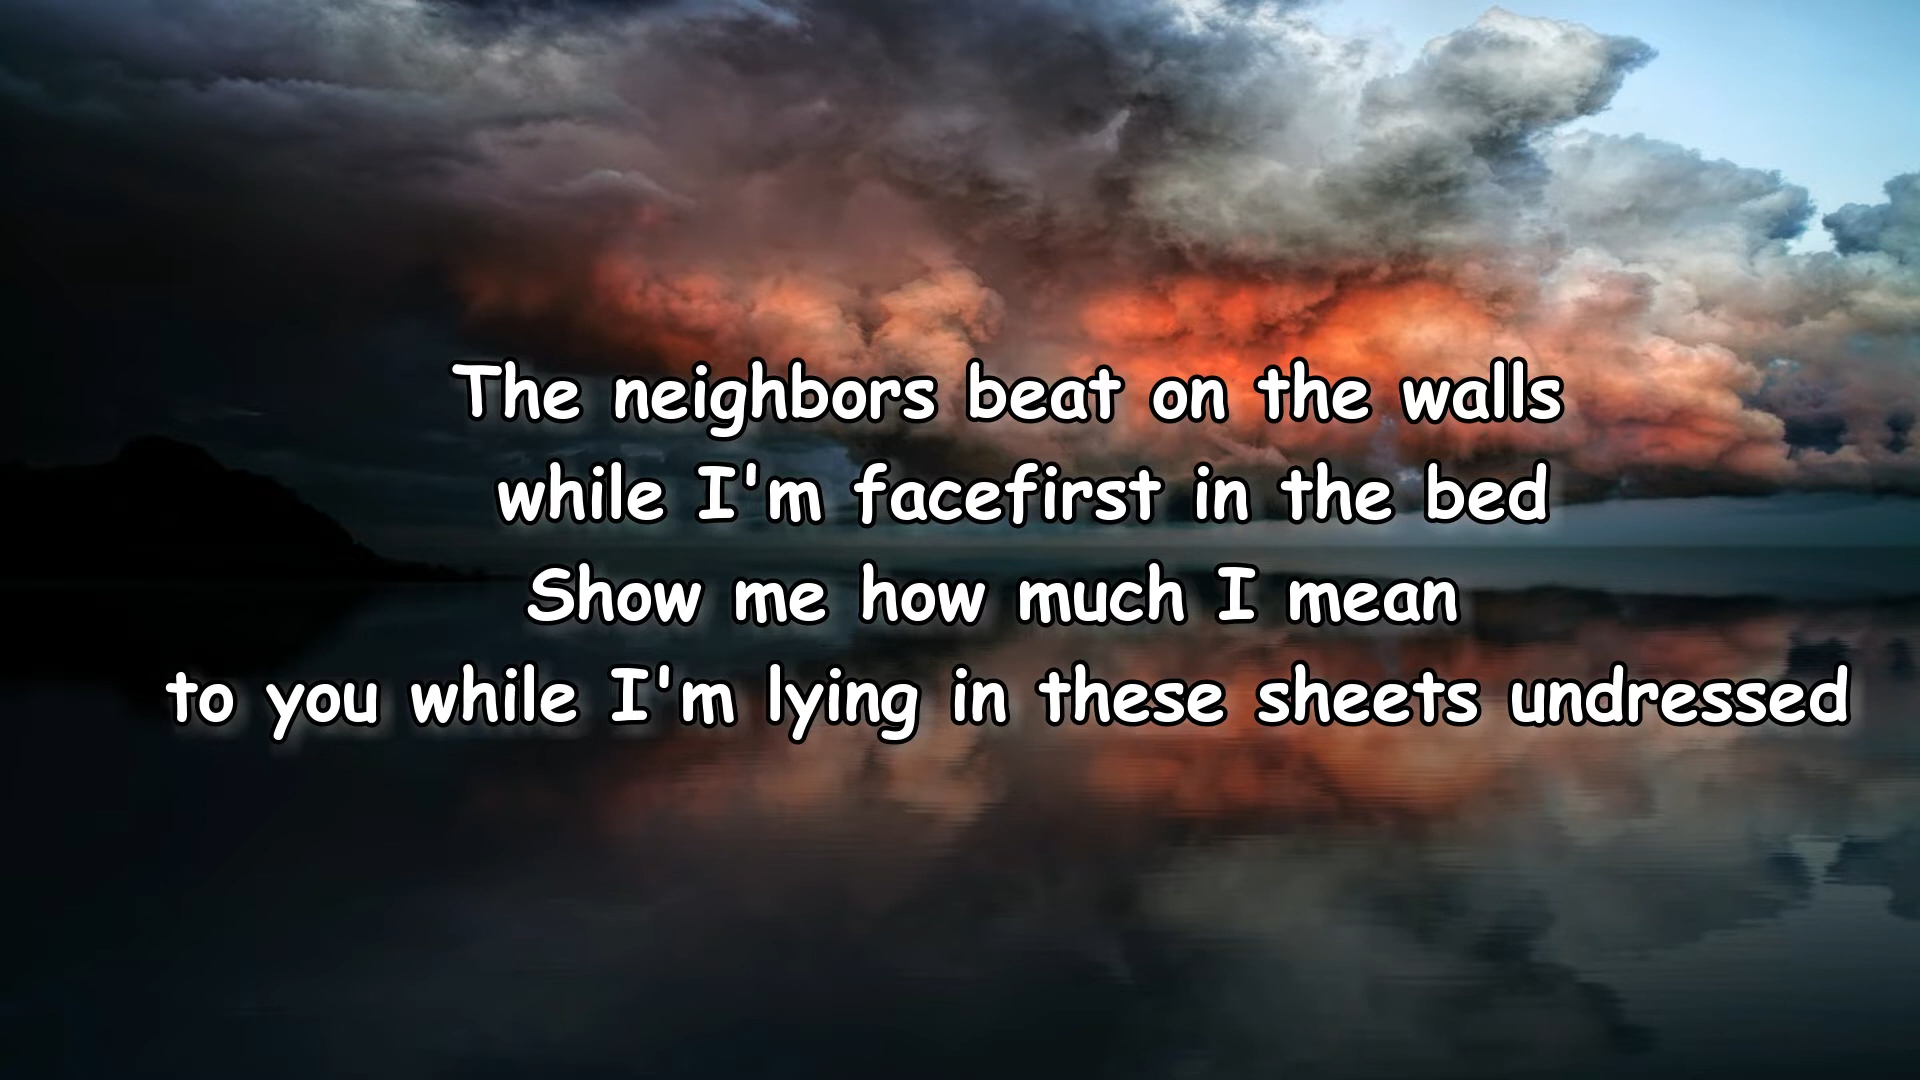 The neighbors beat on the walls
while I'm facefirst in the bed
Show me how much I mean
to you while I'm lying in these sheets undressed